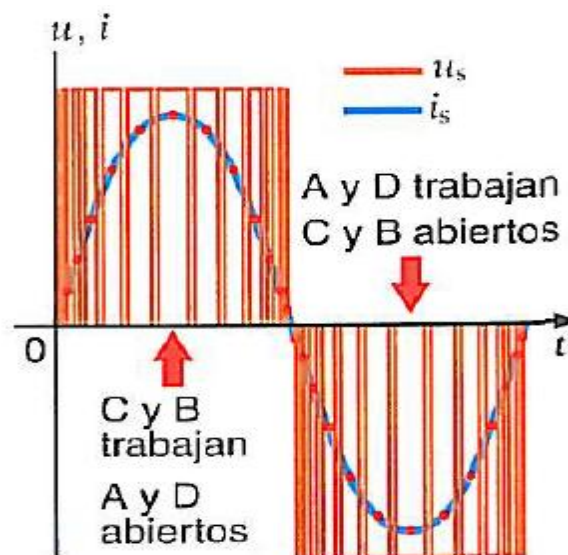 u, i
uₛ
iₛ
A y D trabajan
C y B abiertos
0
t
C y B
trabajan
A y D
abiertos